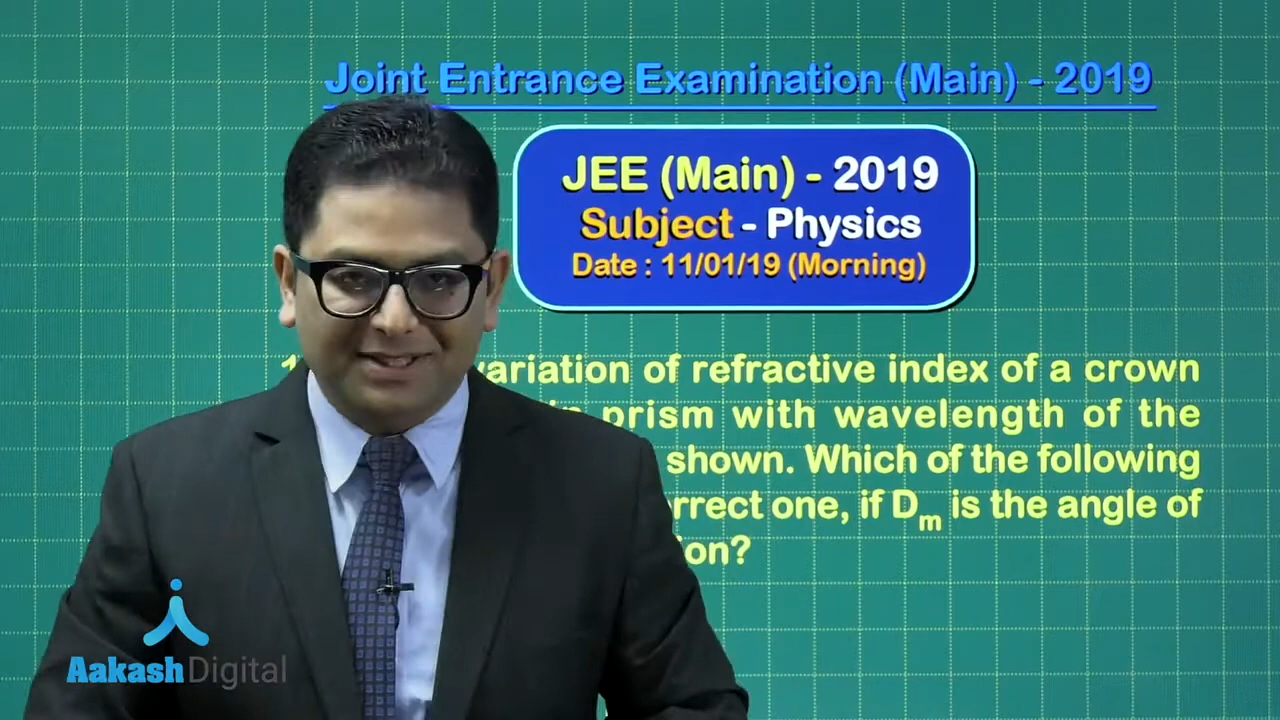 Joint Entrance Examination (Main) - 2019
JEE (Main) - 2019
Subject - Physics
Date : 11/01/19 (Morning)
variation of refractive index of a crown
prism with wavelength of the
shown. Which of the following
one, if Dm is the angle of
Aakash Digital